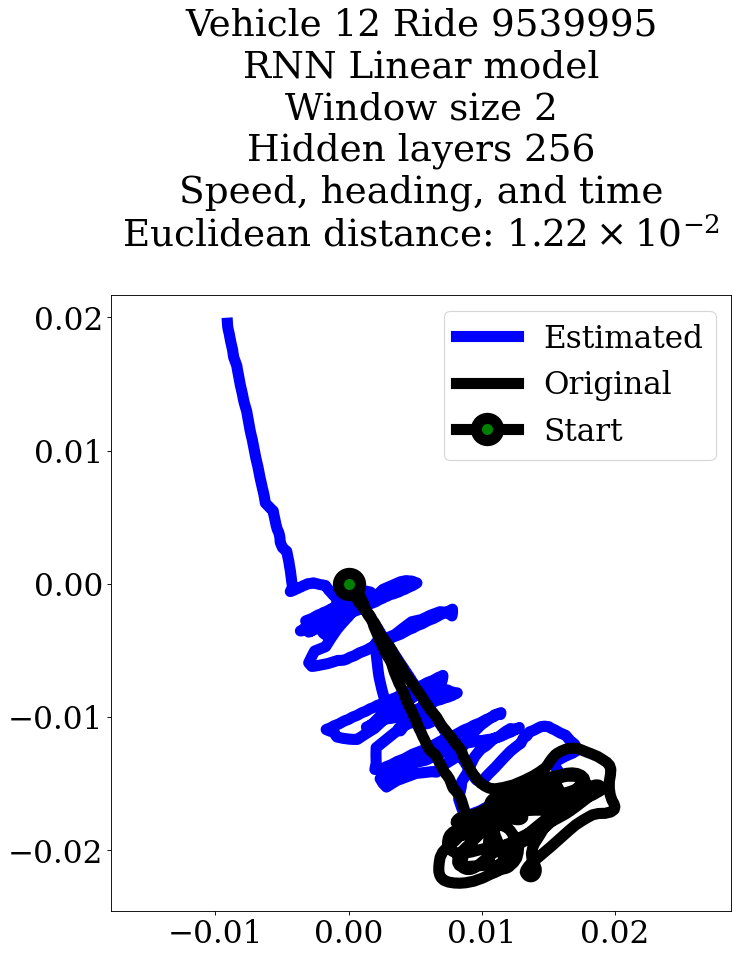 Vehicle 12 Ride 9539995
RNN Linear model
Window size 2
Hidden layers 256
Speed, heading, and time
Euclidean distance: 1.22 × 10⁻²
Estimated
Original
Start
0.02
0.01
0.00
−0.01
−0.02
−0.01 0.00 0.01 0.02